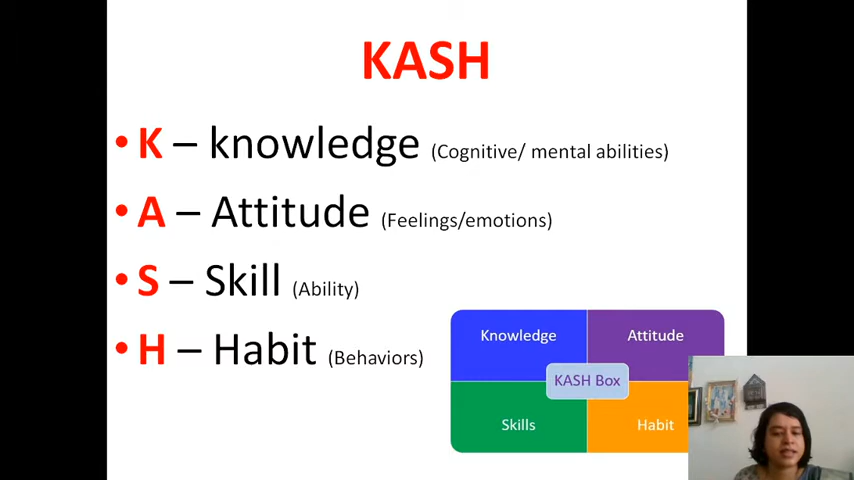 KASH
• K – knowledge (Cognitive/ mental abilities)
• A – Attitude (Feelings/emotions)
• S – Skill (Ability)
• H – Habit (Behaviors)
Knowledge Attitude
KASH Box
Skills Habit